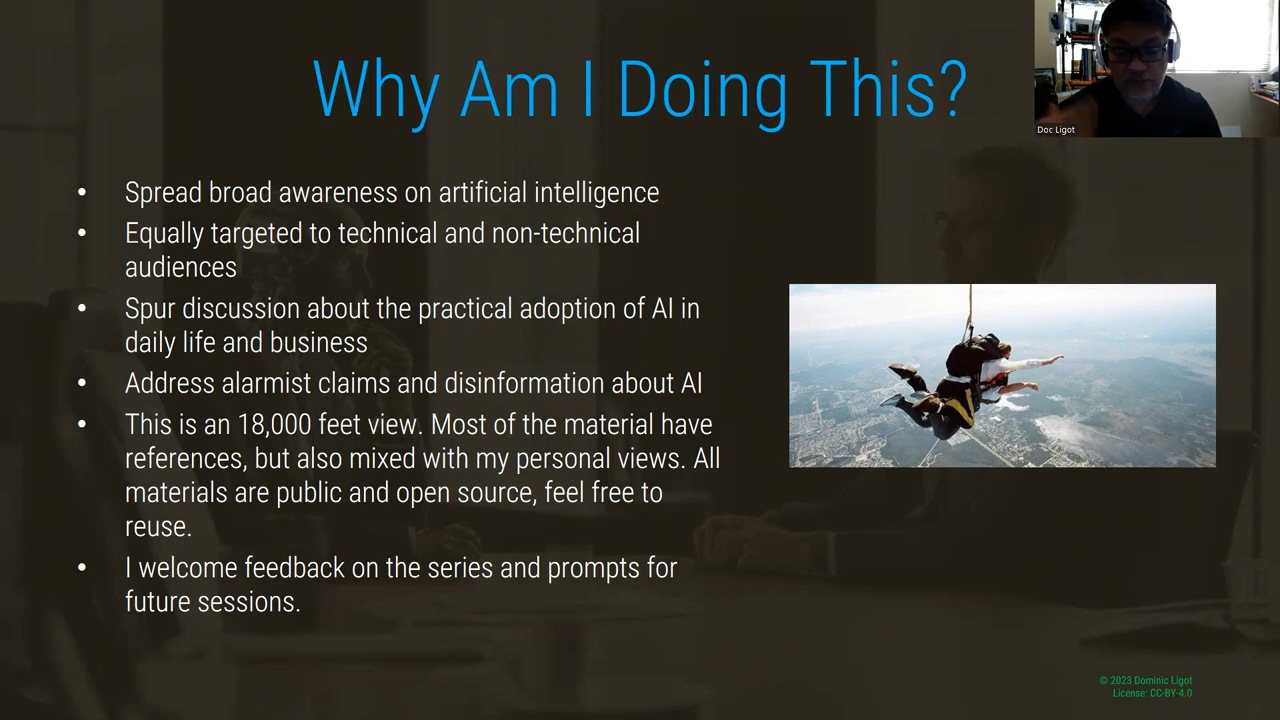 Why Am I Doing This?
Doc Ligot
• Spread broad awareness on artificial intelligence
• Equally targeted to technical and non-technical
audiences
• Spur discussion about the practical adoption of AI in
daily life and business
• Address alarmist claims and disinformation about AI
• This is an 18,000 feet view. Most of the material have
references, but also mixed with my personal views. All
materials are public and open source, feel free to
reuse.
• I welcome feedback on the series and prompts for
future sessions.
© 2023 Dominic Ligot
License: CC-BY-4.0